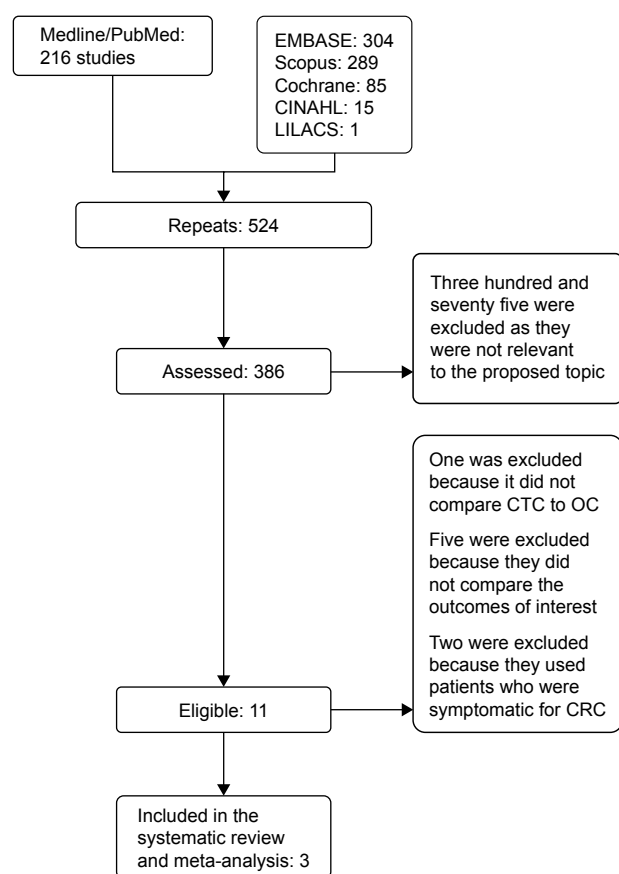 Medline/PubMed:
216 studies
EMBASE: 304
Scopus: 289
Cochrane: 85
CINAHL: 15
LILACS: 1
Repeats: 524
Three hundred and
seventy five were
excluded as they
were not relevant
to the proposed topic
Assessed: 386
One was excluded
because it did not
compare CTC to OC
Five were excluded
because they did
not compare the
outcomes of interest
Two were excluded
because they used
patients who were
symptomatic for CRC
Eligible: 11
Included in the
systematic review
and meta-analysis: 3